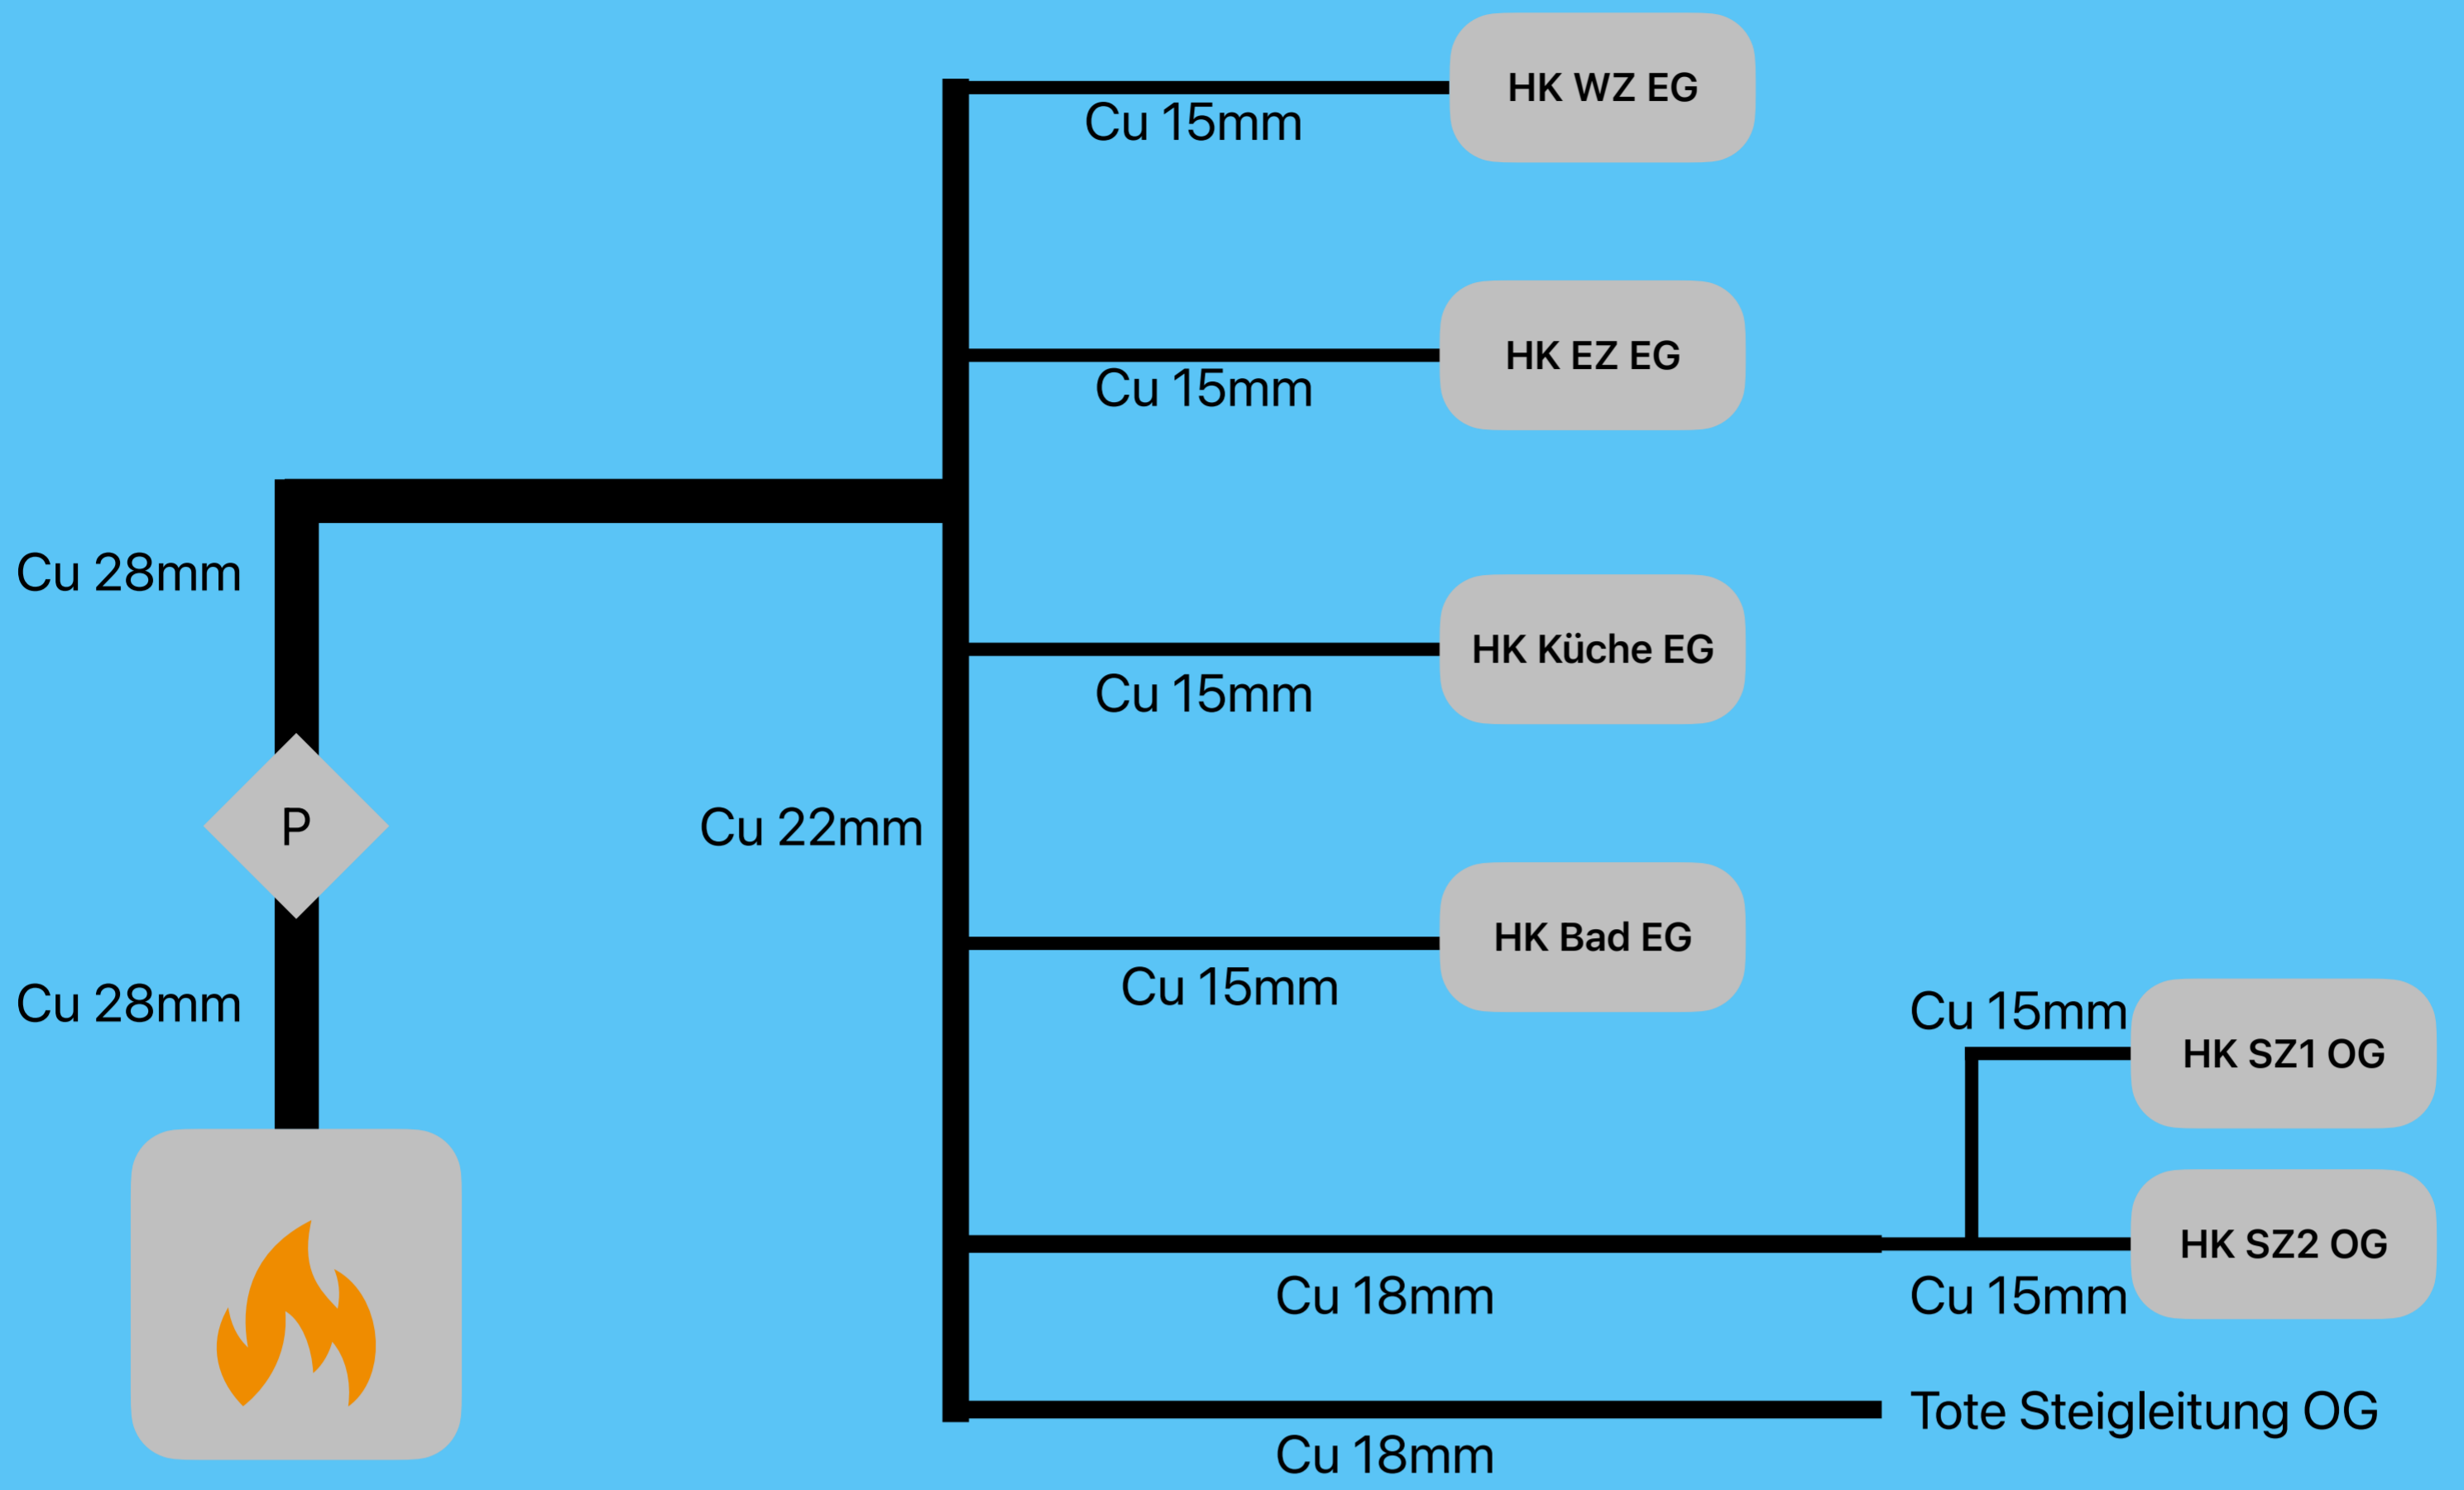 HK WZ EG
Cu 15mm
HK EZ EG
Cu 15mm
Cu 28mm
HK Küche EG
Cu 15mm
P
Cu 22mm
HK Bad EG
Cu 15mm
Cu 28mm
Cu 15mm
HK SZ1 OG
HK SZ2 OG
Cu 18mm
Cu 15mm
Tote Steigleitung OG
Cu 18mm